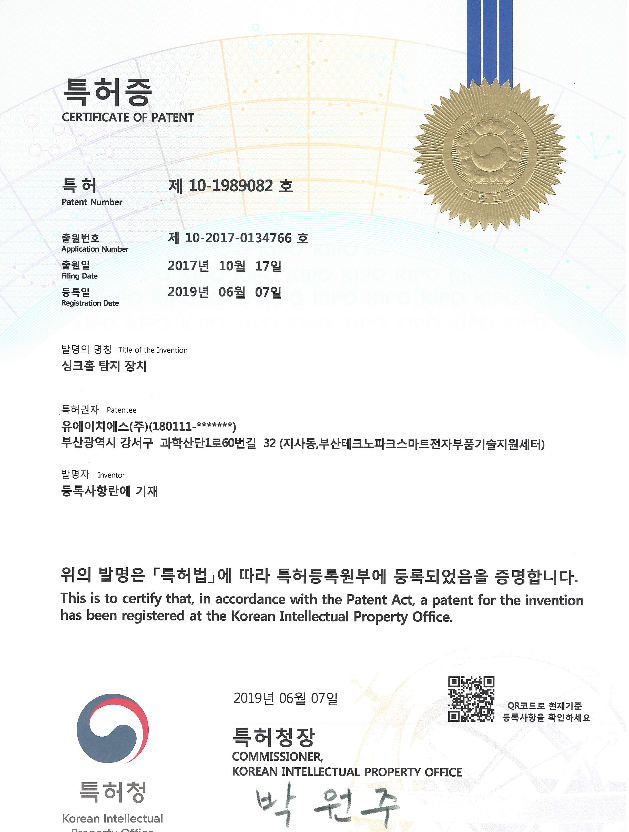 특허증
CERTIFICATE OF PATENT
특허 제 10-1989082 호
Patent Number
출원번호 제 10-2017-0134766 호
Application Number
출원일 2017년 10월 17일
Filing Date
등록일 2019년 06월 07일
Registration Date
발명의 명칭 Title of the Invention
싱크홀 탐지 장치
특허권자 Patentee
유에이치에스(주)(180111-*******)
부산광역시 강서구 과학산단1로60번길 32 (지사동,부산테크노파크스마트전자부품기술지원센터)
발명자 Inventor
등록사항란에 기재
위의 발명은 「특허법」에 따라 특허등록원부에 등록되었음을 증명합니다.
This is to certify that, in accordance with the Patent Act, a patent for the invention
has been registered at the Korean Intellectual Property Office.
2019년 06월 07일
QR코드로 현재기준
등록사항을 확인하세요
특허청장
COMMISSIONER,
KOREAN INTELLECTUAL PROPERTY OFFICE
박원주
특허청
Korean Intellectual
Property Office